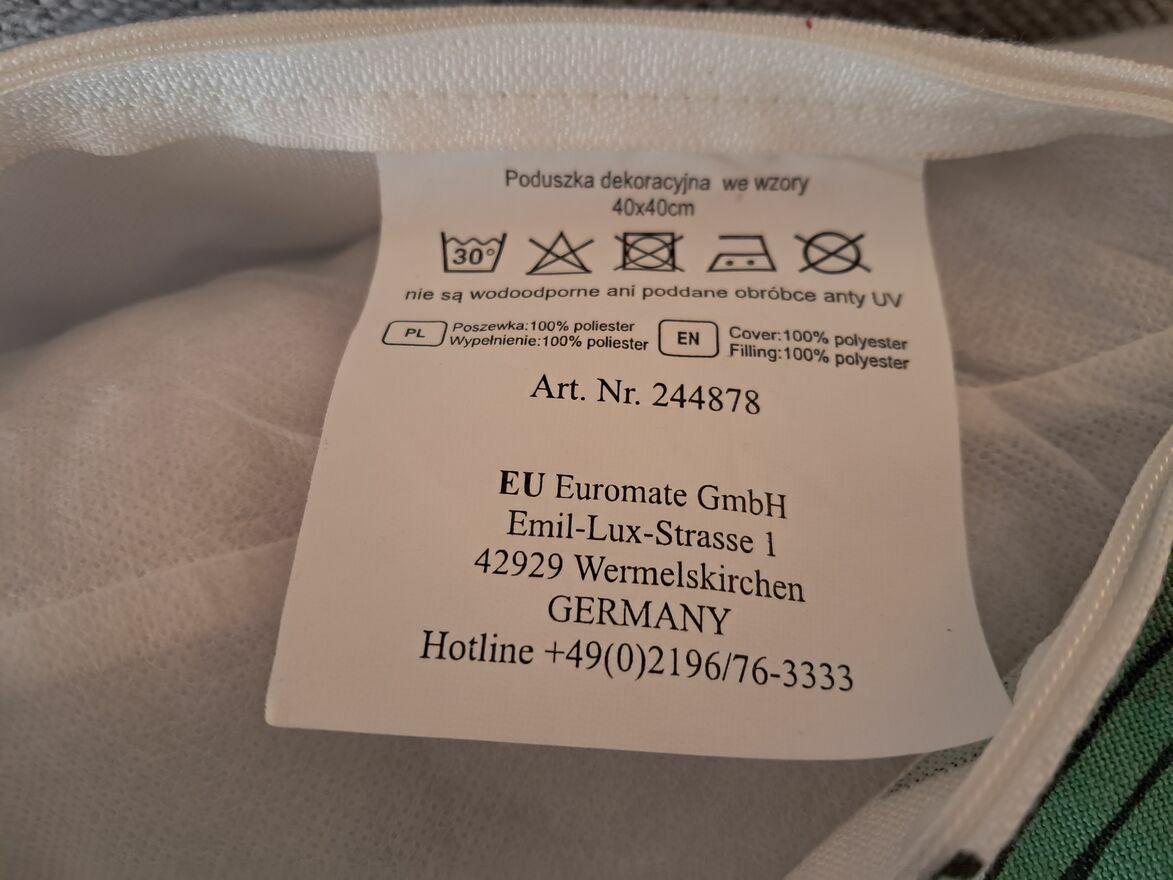 Poduszka dekoracyjna we wzory
40x40cm
30°
nie są wodoodporne ani poddane obróbce anty UV
PL Poszewka:100% poliester
Wypełnienie:100% poliester
EN Cover:100% polyester
Filling:100% polyester
Art. Nr. 244878
EU Euromate GmbH
Emil-Lux-Strasse 1
42929 Wermelskirchen
GERMANY
Hotline +49(0)2196/76-3333